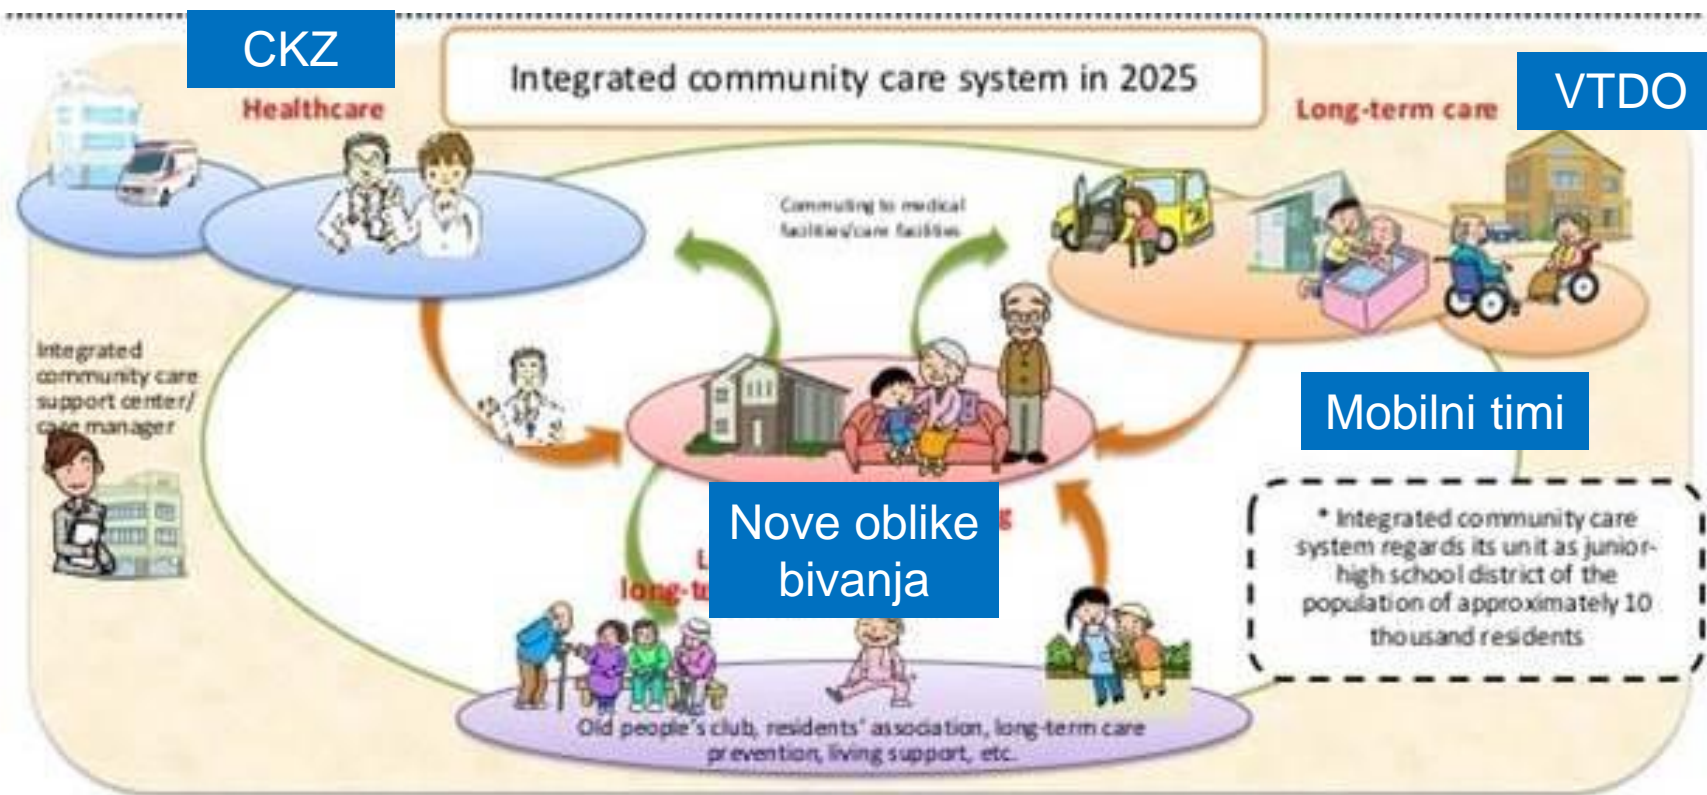 CKZ
Integrated community care system in 2025
VTDO
Healthcare
Long-term care
Commuting to medical
facilities/care facilities
Integrated
community care
support center/
case manager
Mobilni timi
Nove oblike
bivanja
* Integrated community care
system regards its unit as junior-
high school district of the
population of approximately 10
thousand residents
Old people's club, residents' association, long-term care
prevention, living support, etc.